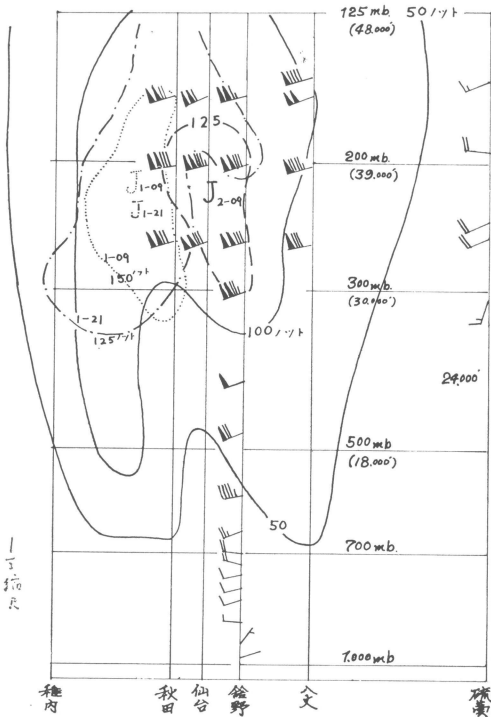 125 mb 50ノット
(48.000')
125
200 mb.
(39.000')
J1-09
J2-09
J1-21
1-09
150ノット
300 mb
(30.000')
1-21
125ノット
100ノット
24.000'
500 mb
(18.000')
50
700 mb.
1.000 mb
稚内
秋田
仙台
舘野
八丈
硫黄